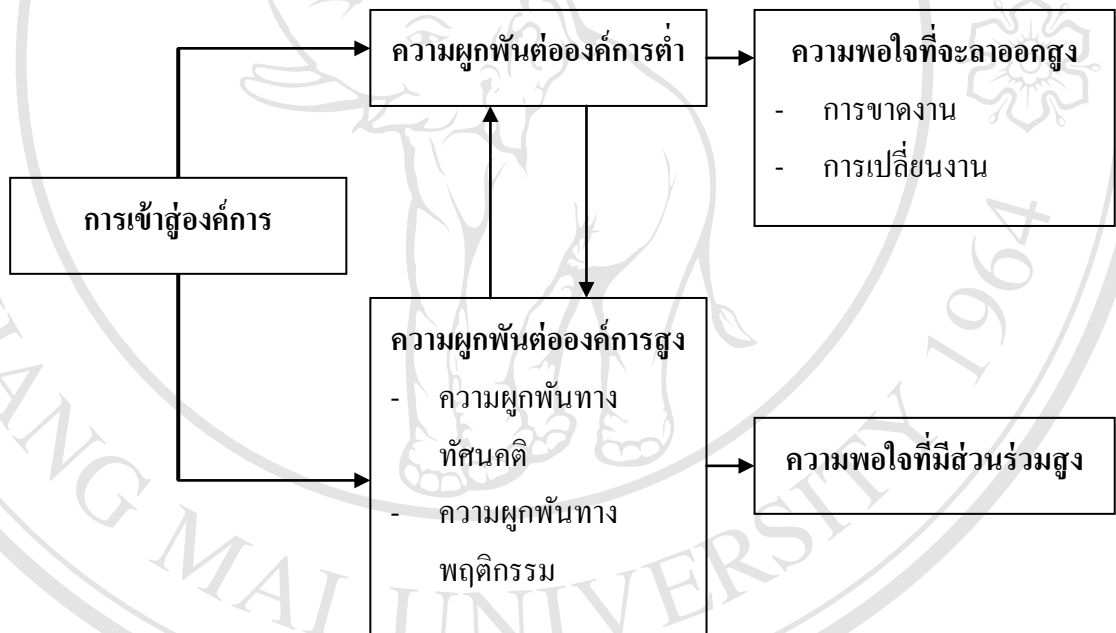 ความผูกพันต่อองค์การต่ำ
ความพอใจที่จะลาออกสูง
- การขาดงาน
- การเปลี่ยนงาน
การเข้าสู่องค์การ
ความผูกพันต่อองค์การสูง
- ความผูกพันทาง
ทัศนคติ
- ความผูกพันทาง
พฤติกรรม
ความพอใจที่มีส่วนร่วมสูง
IANG MAI UNIVERSITY 1964